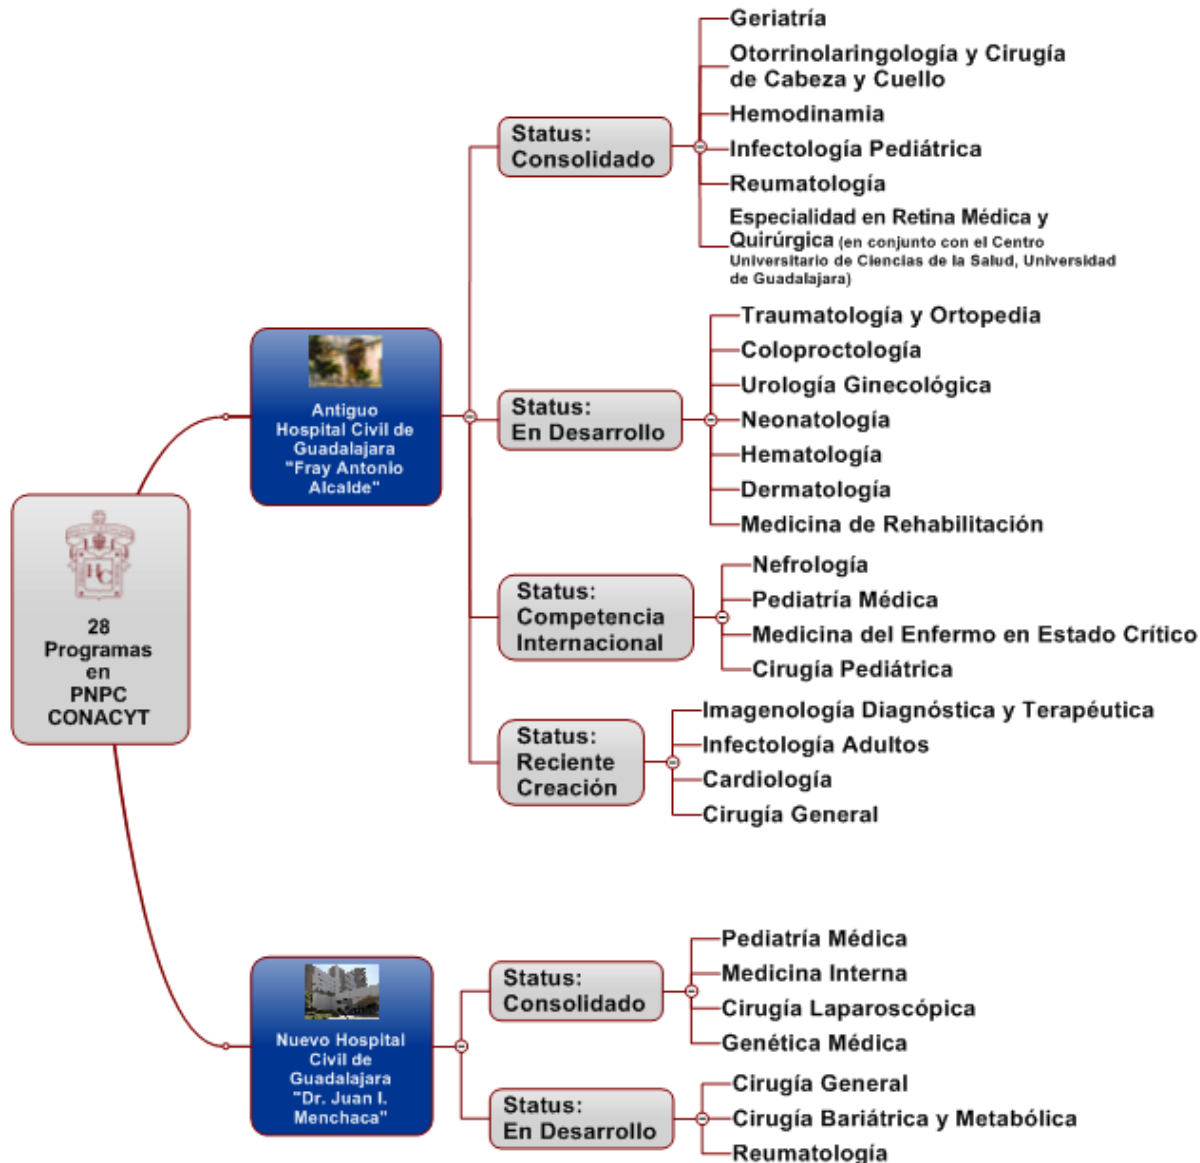 28
Programas
en
PNPC
CONACYT
Antiguo
Hospital Civil de
Guadalajara
"Fray Antonio
Alcalde"
Status:
Consolidado
Geriatría
Otorrinolaringología y Cirugía
de Cabeza y Cuello
Hemodinamia
Infectología Pediátrica
Reumatología
Especialidad en Retina Médica y
Quirúrgica (en conjunto con el Centro
Universitario de Ciencias de la Salud, Universidad
de Guadalajara)
Status:
En Desarrollo
Traumatología y Ortopedia
Coloproctología
Urología Ginecológica
Neonatología
Hematología
Dermatología
Medicina de Rehabilitación
Status:
Competencia
Internacional
Nefrología
Pediatría Médica
Medicina del Enfermo en Estado Crítico
Cirugía Pediátrica
Status:
Reciente
Creación
Imagenología Diagnóstica y Terapéutica
Infectología Adultos
Cardiología
Cirugía General
Nuevo Hospital
Civil de
Guadalajara
"Dr. Juan I.
Menchaca"
Status:
Consolidado
Pediatría Médica
Medicina Interna
Cirugía Laparoscópica
Genética Médica
Status:
En Desarrollo
Cirugía General
Cirugía Bariátrica y Metabólica
Reumatología